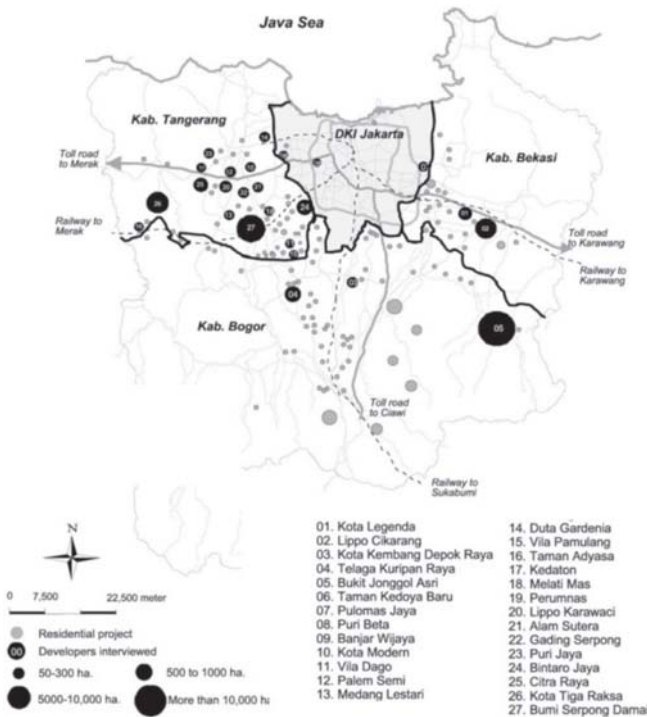 Java Sea
Kab. Tangerang
DKI Jakarta
Kab. Bekasi
Toll road
to Merak
Railway to
Merak
Toll road
to Karawang
Railway to
Karawang
Kab. Bogor
Toll road
to Ciawi
Railway to
Sukabumi
14
26
27
24
01
02
03
04
05
N
0 7,500 22,500 meter
Residential project
00 Developers interviewed
50-300 ha.
500 to 1000 ha.
5000-10,000 ha.
More than 10,000 ha
01. Kota Legenda
02. Lippo Cikarang
03. Kota Kembang Depok Raya
04. Telaga Kuripan Raya
05. Bukit Jonggol Asri
06. Taman Kedoya Baru
07. Pulomas Jaya
08. Puri Beta
09. Banjar Wijaya
10. Kota Modern
11. Vila Dago
12. Palem Semi
13. Medang Lestari
14. Duta Gardenia
15. Vila Pamulang
16. Taman Adyasa
17. Kedaton
18. Melati Mas
19. Perumnas
20. Lippo Karawaci
21. Alam Sutera
22. Gading Serpong
23. Puri Jaya
24. Bintaro Jaya
25. Citra Raya
26. Kota Tiga Raksa
27. Bumi Serpong Damai